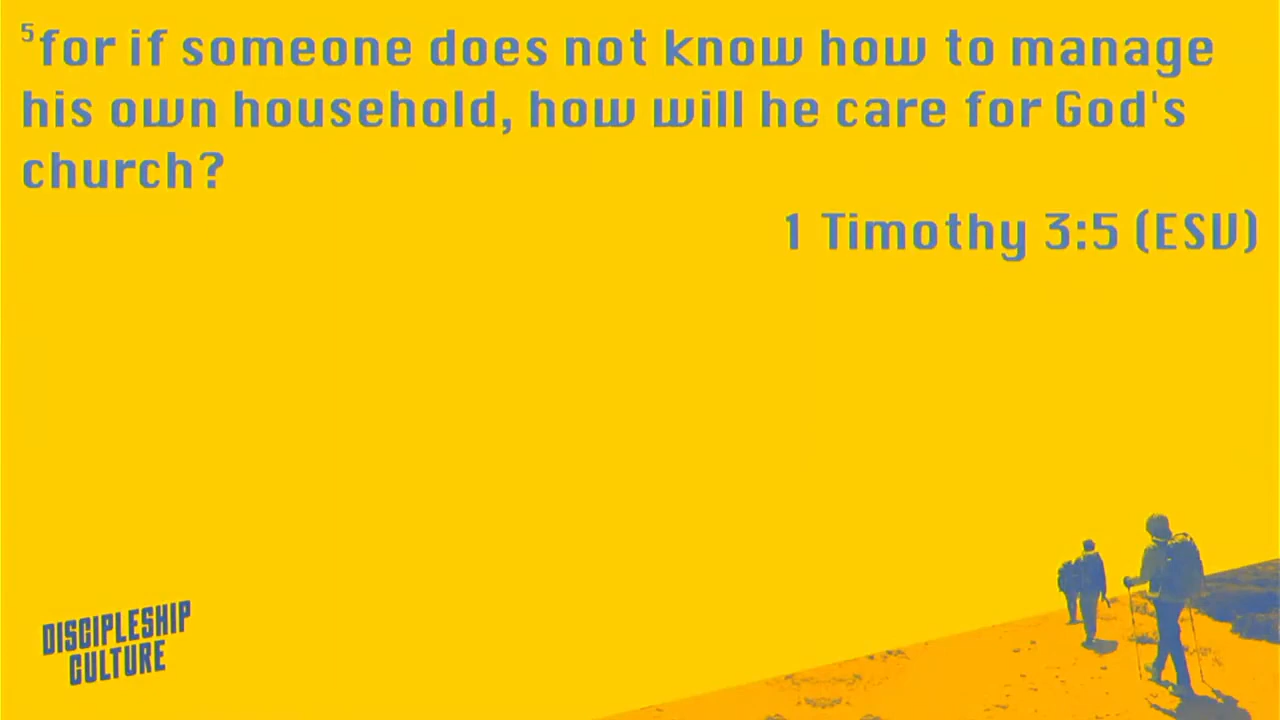 5for if someone does not know how to manage
his own household, how will he care for God's
church?
1 Timothy 3:5 (ESV)
DISCIPLESHIP
CULTURE